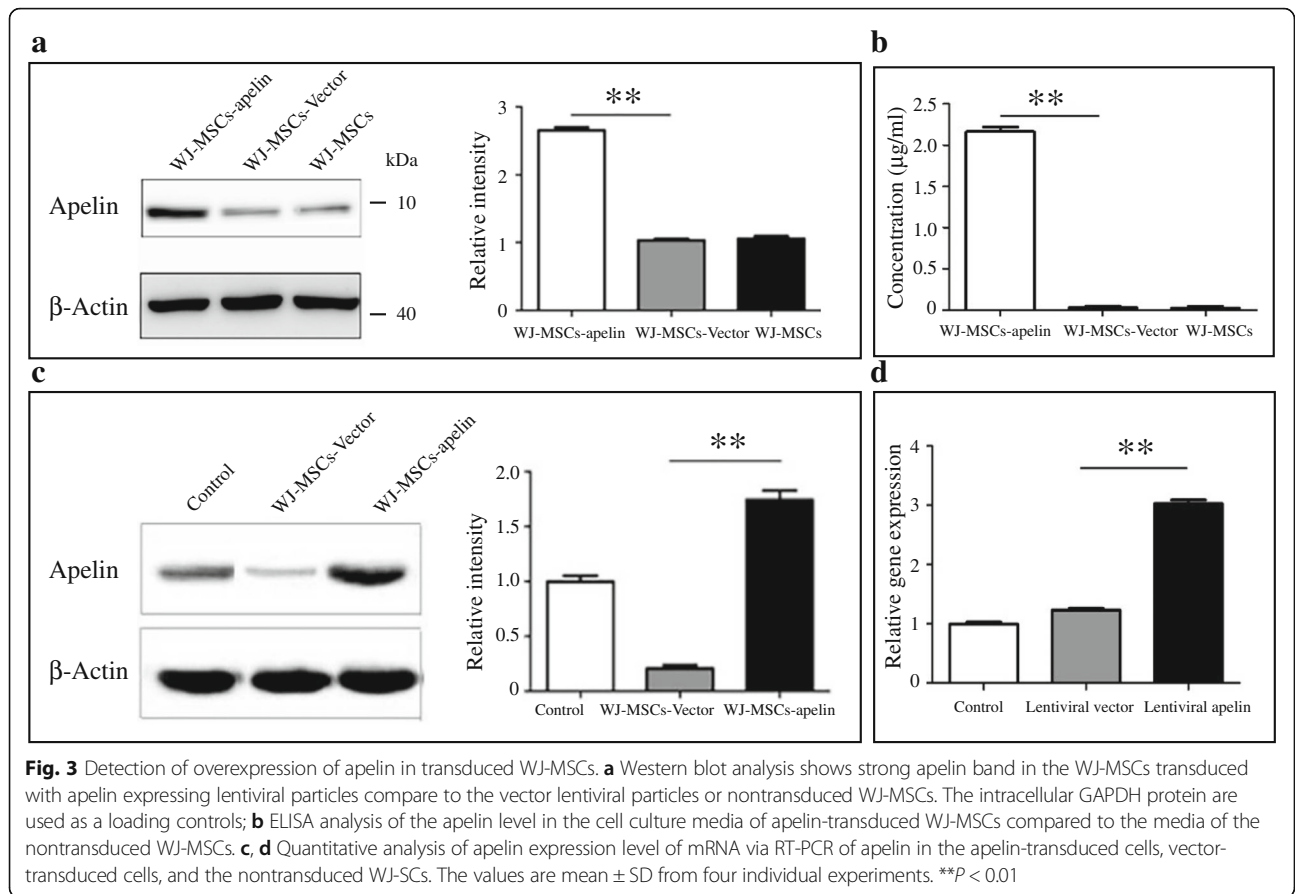 a
WJ-MSCs-apelin
WJ-MSCs-Vector
WJ-MSCs
kDa
Apelin
10
β-Actin
40
**
3
2
1
0
Relative intensity
WJ-MSCs-apelin WJ-MSCs-Vector WJ-MSCs
b
**
2.5
2.0
1.5
1.0
0.5
0
Concentration (µg/ml)
WJ-MSCs-apelin WJ-MSCs-Vector WJ-MSCs
c
Control
WJ-MSCs-Vector
WJ-MSCs-apelin
Apelin
β-Actin
**
2.0
1.5
1.0
0.5
0
Relative intensity
Control WJ-MSCs-Vector WJ-MSCs-apelin
d
**
4
3
2
1
0
Relative gene expression
Control Lentiviral vector Lentiviral apelin
Fig. 3 Detection of overexpression of apelin in transduced WJ-MSCs. a Western blot analysis shows strong apelin band in the WJ-MSCs transduced
with apelin expressing lentiviral particles compare to the vector lentiviral particles or nontransduced WJ-MSCs. The intracellular GAPDH protein are
used as a loading controls; b ELISA analysis of the apelin level in the cell culture media of apelin-transduced WJ-MSCs compared to the media of the
nontransduced WJ-MSCs. c, d Quantitative analysis of apelin expression level of mRNA via RT-PCR of apelin in the apelin-transduced cells, vector-
transduced cells, and the nontransduced WJ-SCs. The values are mean ± SD from four individual experiments. **P < 0.01